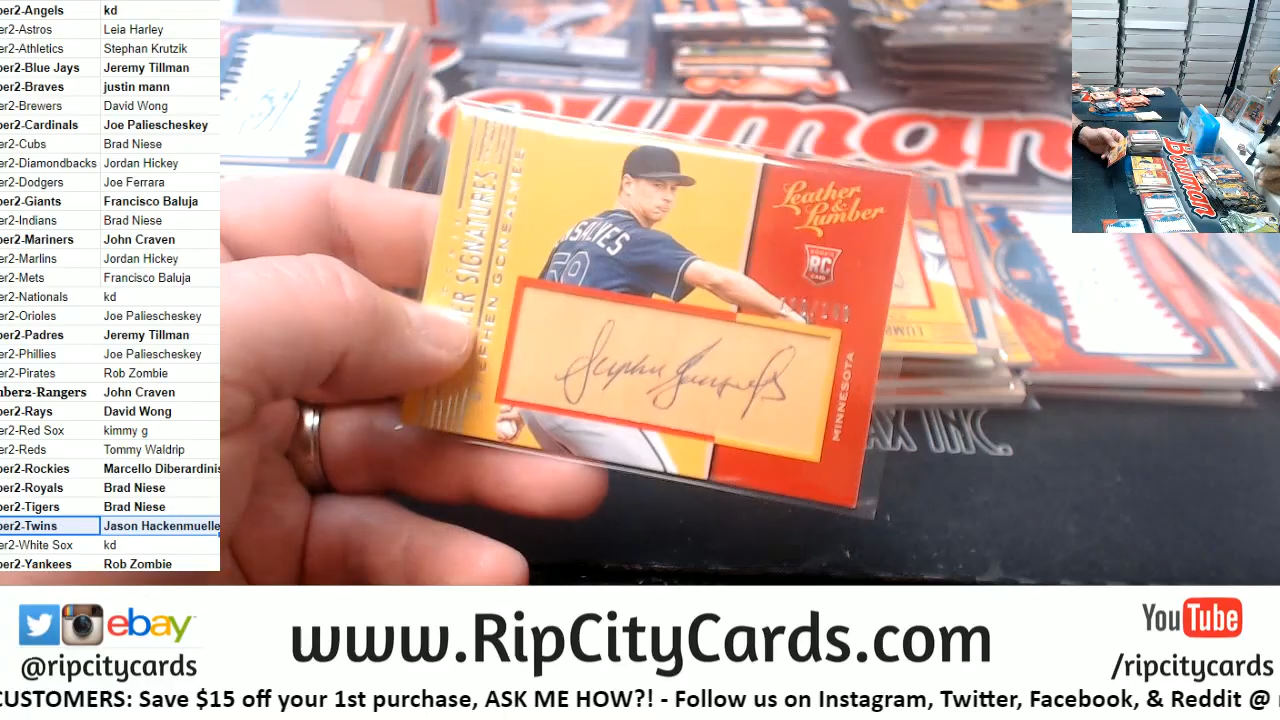 ber2-Angels kd
er2-Astros Leia Harley
er2-Athletics Stephan Krutzik
ber2-Blue Jays Jeremy Tillman
ber2-Braves justin mann
er2-Brewers David Wong
ber2-Cardinals Joe Paliescheskey
er2-Cubs Brad Niese
er2-Diamondbacks Jordan Hickey
er2-Dodgers Joe Ferrara
ber2-Giants Francisco Baluja
er2-Indians Brad Niese
ber2-Mariners John Craven
er2-Marlins Jordan Hickey
er2-Mets Francisco Baluja
er2-Nationals kd
er2-Orioles Joe Paliescheskey
ber2-Padres Jeremy Tillman
er2-Phillies Joe Paliescheskey
er2-Pirates Rob Zombie
mber2-Rangers John Craven
ber2-Rays David Wong
er2-Red Sox kimmy g
er2-Reds Tommy Waldrip
ber2-Rockies Marcello Diberardinis
ber2-Royals Brad Niese
ber2-Tigers Brad Niese
ber2-Twins Jason Hackenmuelle
er2-White Sox kd
ber2-Yankees Rob Zombie
Bowman
SIGNATURES
Leather
& Lumber
RC
MINNESOTA
INC.
Bowman
ebay
@ripcitycards
www.RipCityCards.com
YouTube
/ripcitycards
CUSTOMERS: Save $15 off your 1st purchase, ASK ME HOW?! - Follow us on Instagram, Twitter, Facebook, & Reddit @